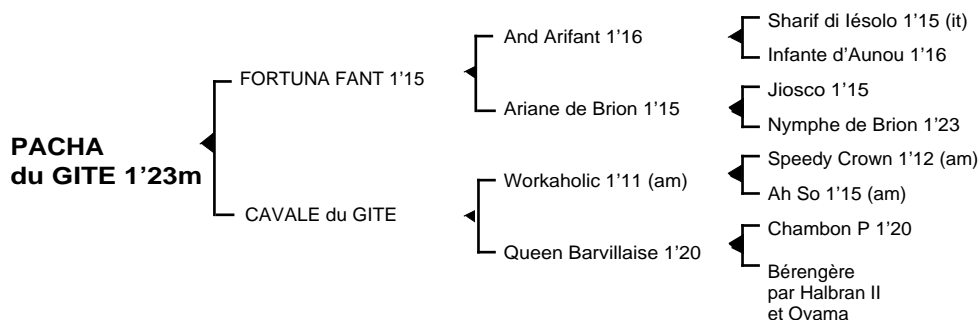 PACHA
du GITE 1’23m
FORTUNA FANT 1’15
CAVALE du GITE
And Arifant 1’16
Ariane de Brion 1’15
Workaholic 1’11 (am)
Queen Barvillaise 1’20
Sharif di Iésolo 1’15 (it)
Infante d’Aunou 1’16
Jiosco 1’15
Nymphe de Brion 1’23
Speedy Crown 1’12 (am)
Ah So 1’15 (am)
Chambon P 1’20
Bérengère
par Halbran II
et Oyama